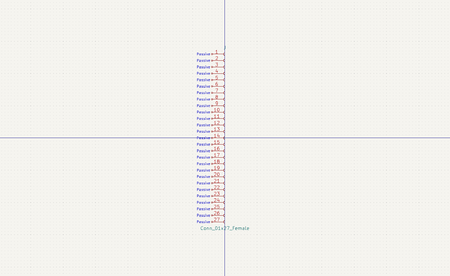 Passive 1
Passive 2
Passive 3
Passive 4
Passive 5
Passive 6
Passive 7
Passive 8
Passive 9
Passive 10
Passive 11
Passive 12
Passive 13
Passive 14
Passive 15
Passive 16
Passive 17
Passive 18
Passive 19
Passive 20
Passive 21
Passive 22
Passive 23
Passive 24
Passive 25
Passive 26
Passive 27
Conn_01x27_Female